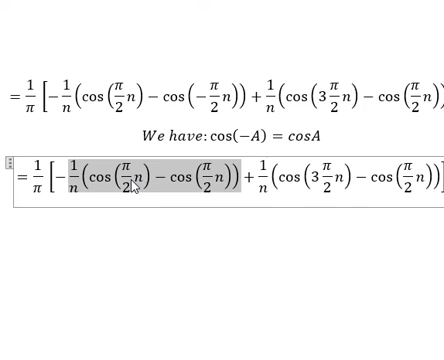 = 1/π [−1/n (cos(π/2 n) − cos(−π/2 n)) + 1/n (cos(3 π/2 n) − cos(π/2 n))
We have: cos(−A) = cosA
= 1/π [−1/n (cos(π/2 n) − cos(π/2 n)) + 1/n (cos(3 π/2 n) − cos(π/2 n))]